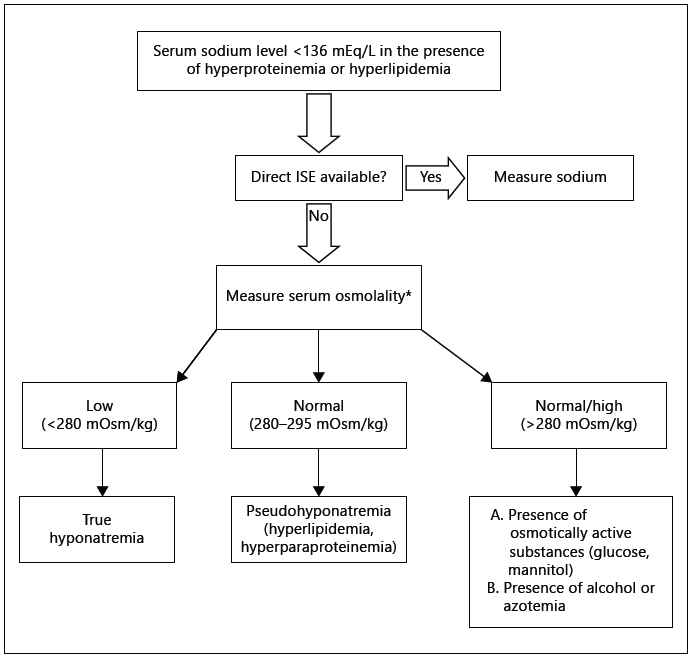 Serum sodium level <136 mEq/L in the presence
of hyperproteinemia or hyperlipidemia
Direct ISE available?
Yes
Measure sodium
No
Measure serum osmolality*
Low
(<280 mOsm/kg)
Normal
(280–295 mOsm/kg)
Normal/high
(>280 mOsm/kg)
True
hyponatremia
Pseudohyponatremia
(hyperlipidemia,
hyperparaproteinemia)
A. Presence of
osmotically active
substances (glucose,
mannitol)
B. Presence of alcohol or
azotemia